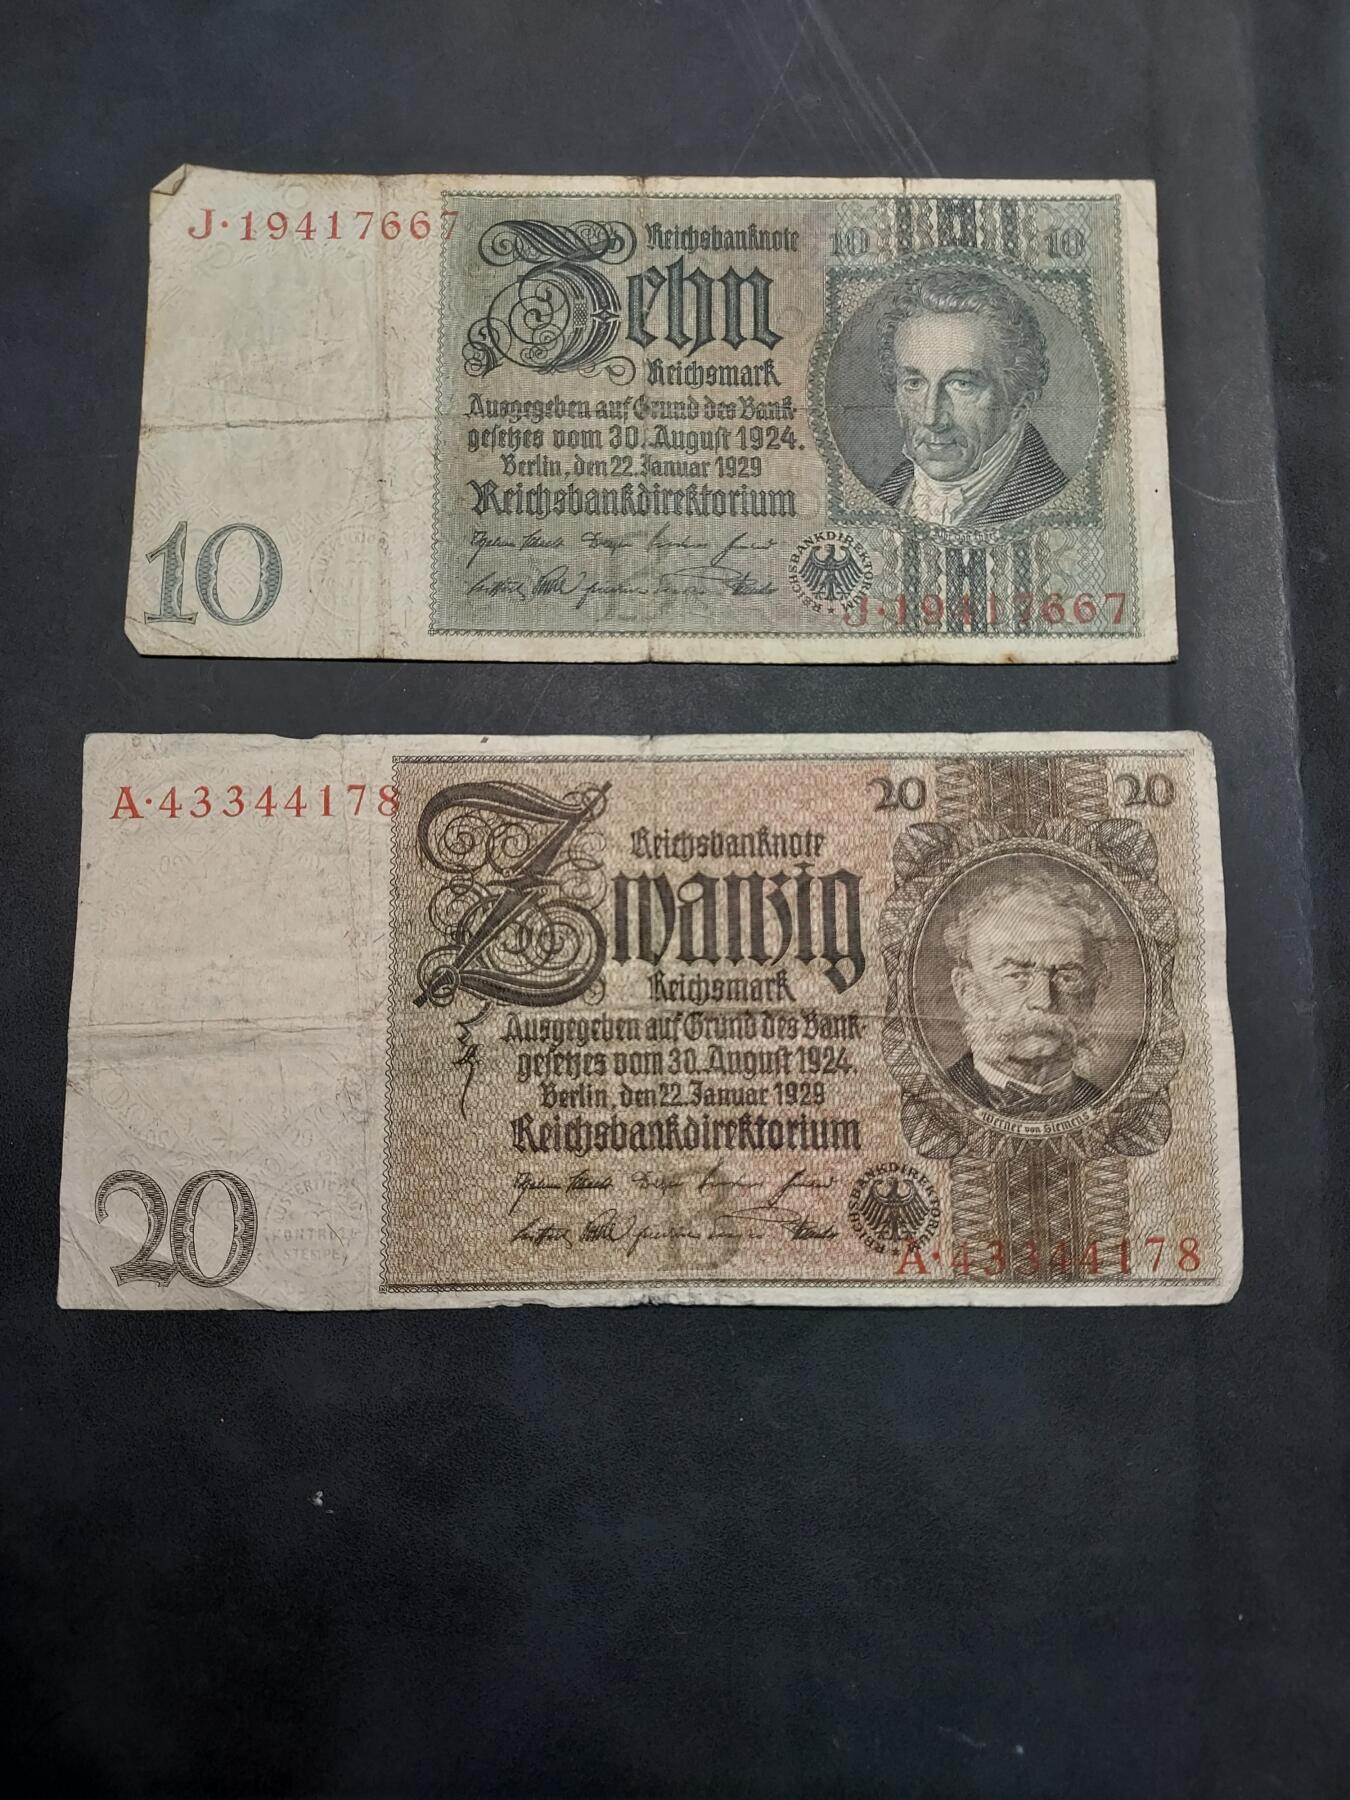 J·19417667
Reichsbanknote
10
10
Zehn
Reichsmark
Ausgegeben auf Grund des Bank-
gesetzes vom 30. August 1924.
Berlin, den 22. Januar 1929
Reichsbankdirektorium
REICHSBANKDIREKTORIUM
10
J·19417667
A·43344178
20
20
Reichsbanknote
Zwanzig
Reichsmark
Ausgegeben auf Grund des Bank-
gesetzes vom 30. August 1924.
Berlin, den 22. Januar 1929
Reichsbankdirektorium
Werner von Siemens
REICHSBANKDIREKTORIUM
20
KONTROLL
STEMPEL
A·43344178